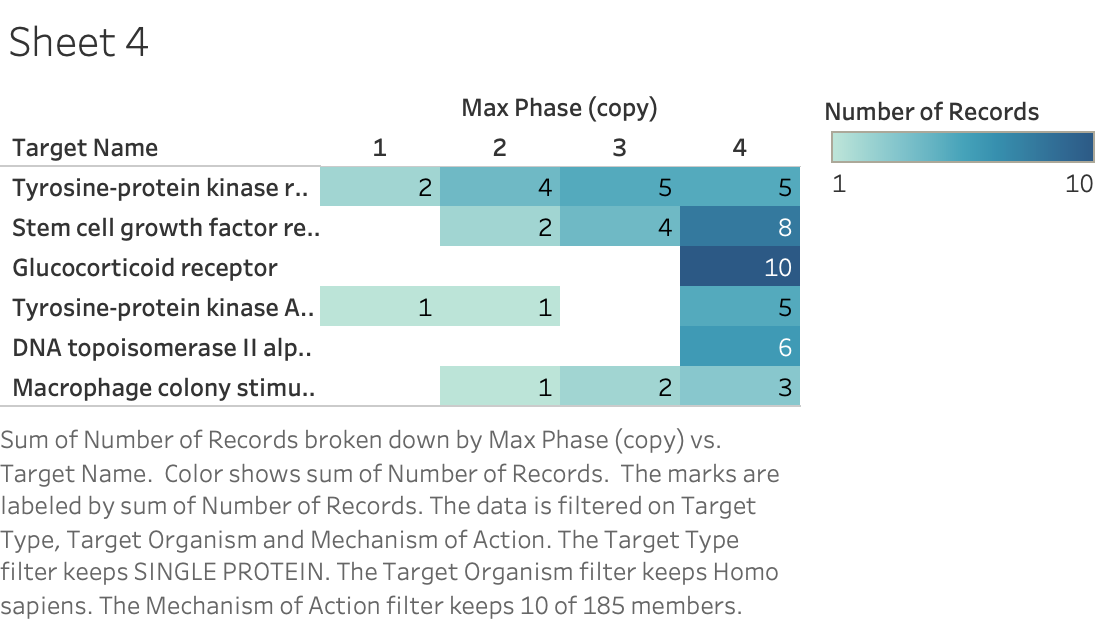 Sheet 4
Max Phase (copy)
Number of Records
Target Name 1 2 3 4
1 10
Tyrosine-protein kinase r.. 2 4 5 5
Stem cell growth factor re.. 2 4 8
Glucocorticoid receptor 10
Tyrosine-protein kinase A.. 1 1 5
DNA topoisomerase II alp.. 6
Macrophage colony stimu.. 1 2 3
Sum of Number of Records broken down by Max Phase (copy) vs.
Target Name.  Color shows sum of Number of Records.  The marks are
labeled by sum of Number of Records. The data is filtered on Target
Type, Target Organism and Mechanism of Action. The Target Type
filter keeps SINGLE PROTEIN. The Target Organism filter keeps Homo
sapiens. The Mechanism of Action filter keeps 10 of 185 members.